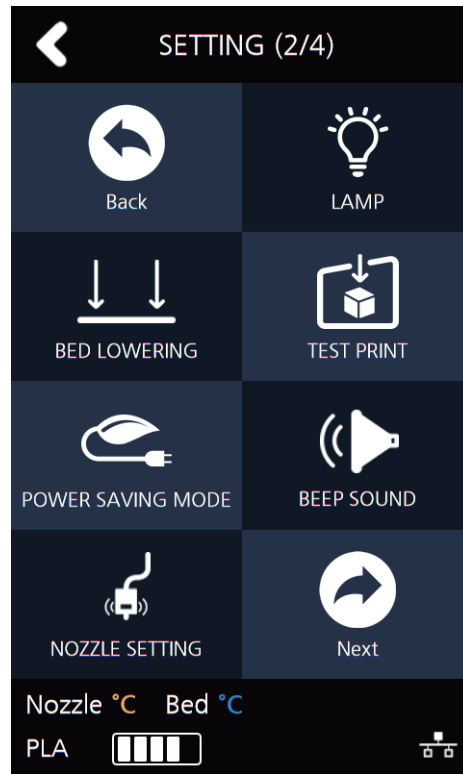 SETTING (2/4)
Back
LAMP
BED LOWERING
TEST PRINT
POWER SAVING MODE
BEEP SOUND
NOZZLE SETTING
Next
Nozzle °C Bed °C
PLA